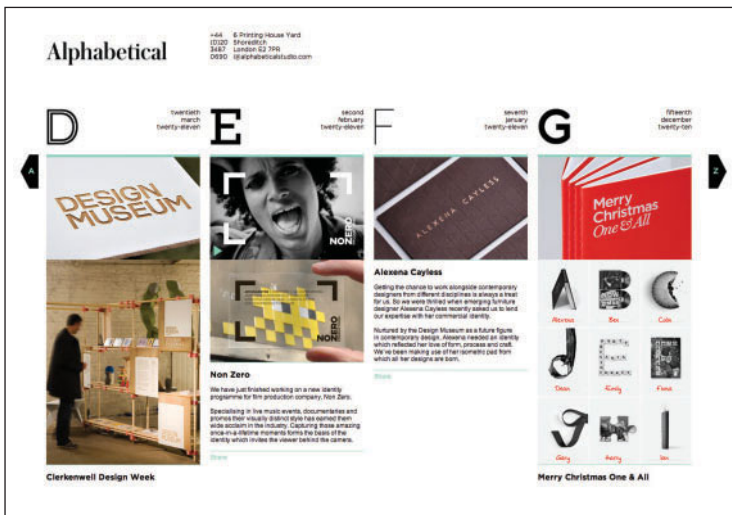 Alphabetical
+44 6 Printing House Yard
(0)20 Shoreditch
3487 London E2 7PR
0690 i@alphabeticalstudio.com
D
twentieth
march
twenty-eleven
E
second
february
twenty-eleven
F
seventh
january
twenty-eleven
G
fifteenth
december
twenty-ten
A
Z
DESIGN
MUSEUM
Clerkenwell Design Week
NON
ZERO
NON
ZERO
Non Zero
We have just finished working on a new identity
programme for film production company, Non Zero.
Specialising in live music events, documentaries and
promos their visually distinct style has earned them
wide acclaim in the industry. Capturing those amazing
once-in-a-lifetime moments forms the basis of the
identity which invites the viewer behind the camera.
Share
ALEXENA CAYLESS
Alexena Cayless
Getting the chance to work alongside contemporary
designers from different disciplines is always a treat
for us. So we were thrilled when emerging furniture
designer Alexena Cayless recently asked us to lend
our expertise with her commercial identity.
Nurtured by the Design Museum as a future figure
in contemporary design, Alexena needed an identity
which reflected her love of form, process and craft.
We've been making use of her isometric pad from
which all her designs are born.
Share
Merry
Christmas
One & All
Bea
Dean
Emily
Gary
Harry
Ian
Merry Christmas One & All